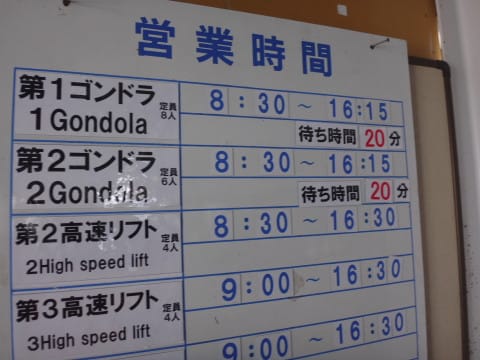 営業時間
第1ゴンドラ 定員8人 8:30～16:15
1Gondola 待ち時間 20分
第2ゴンドラ 定員6人 8:30～16:15
2Gondola 待ち時間 20分
第2高速リフト 定員4人 8:30～16:30
2High speed lift
第3高速リフト 定員4人 9:00～16:30
3High speed lift
9:00～16:30